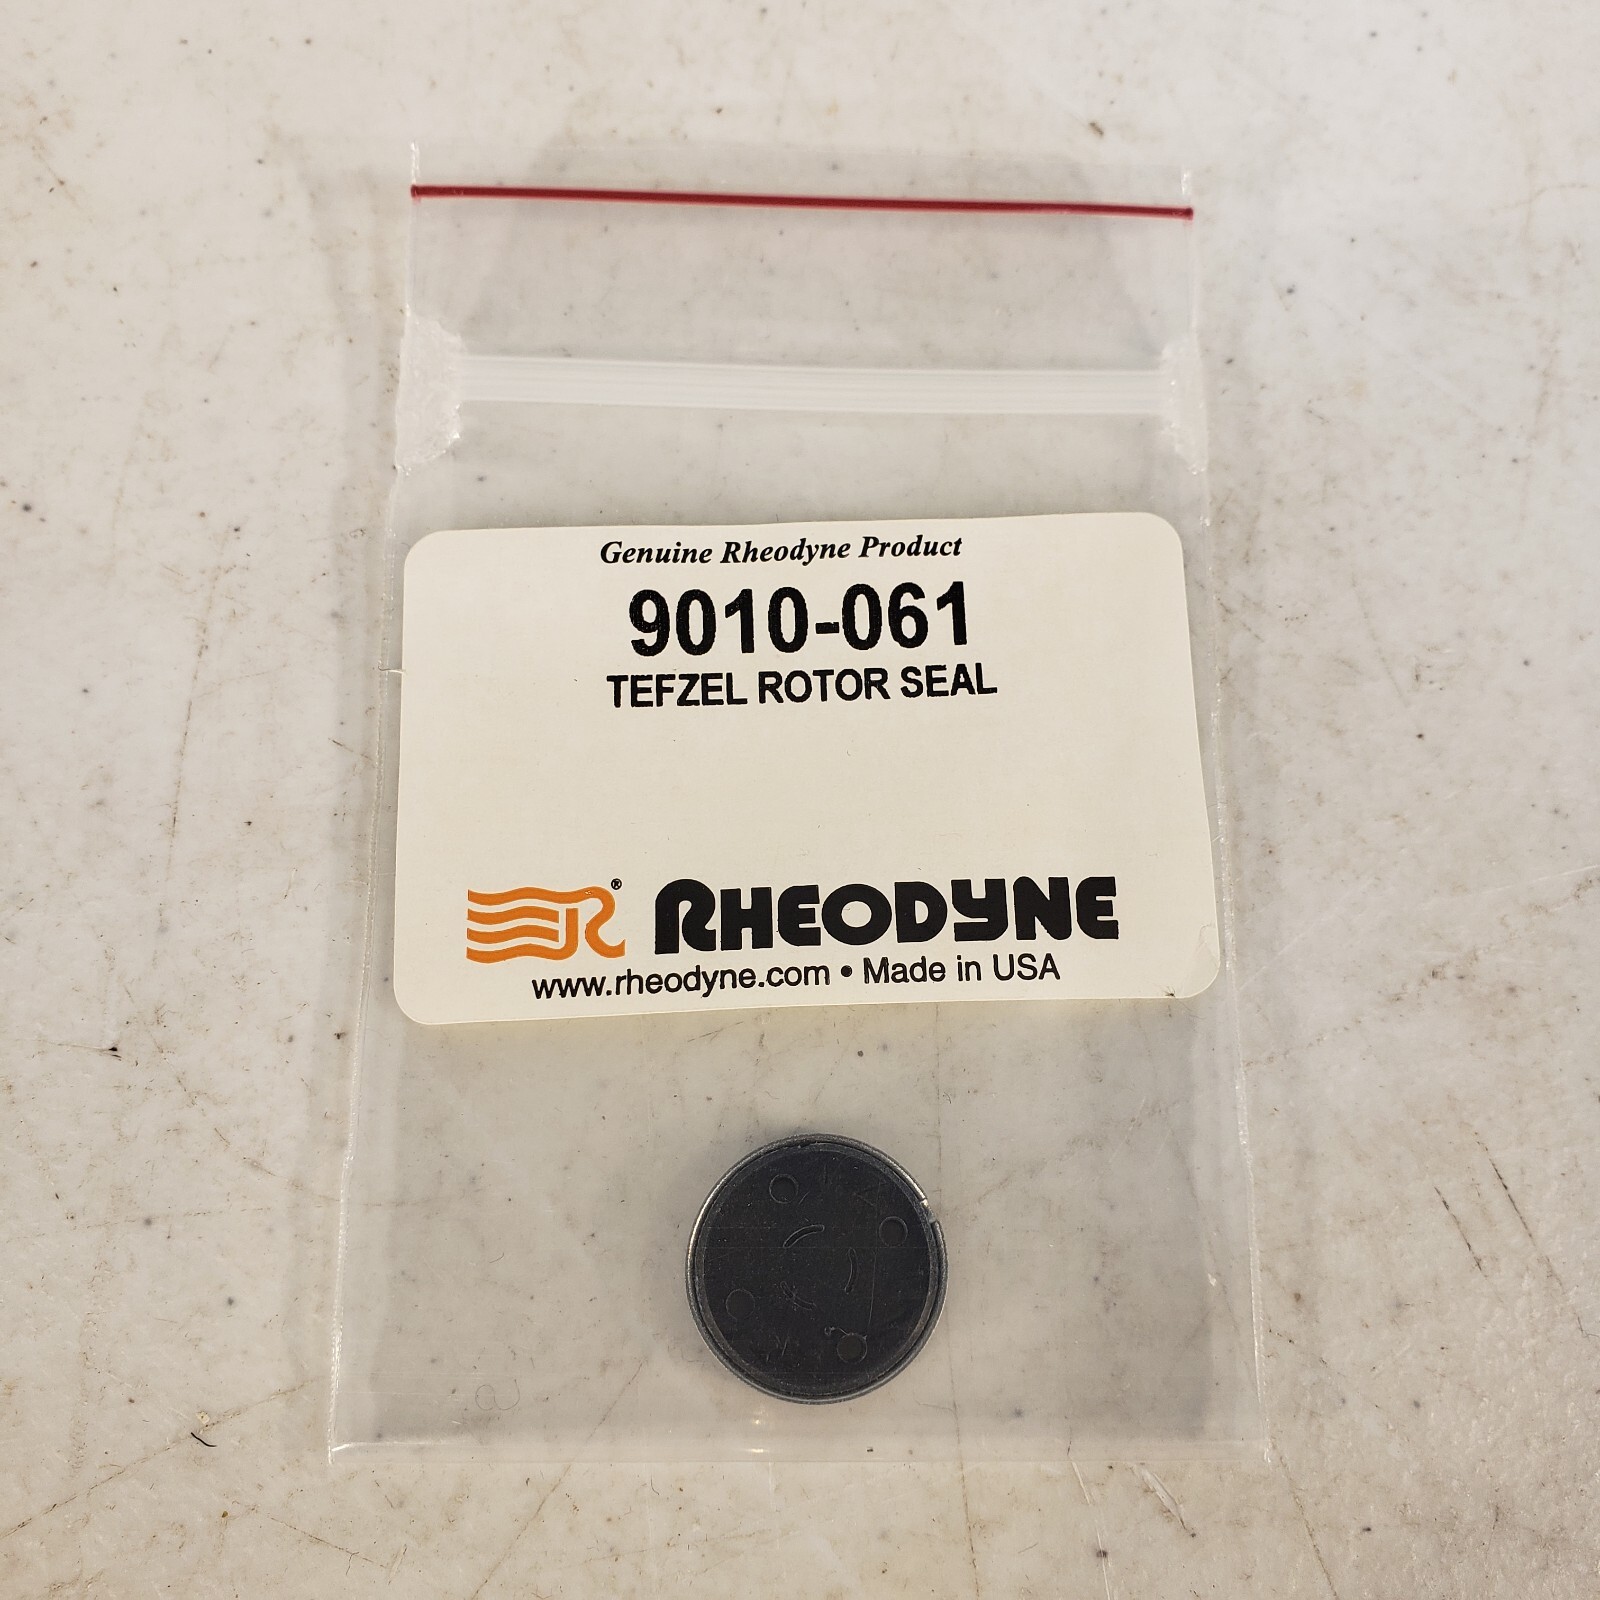 Genuine Rheodyne Product
9010-061
TEFZEL ROTOR SEAL
® RHEODYNE
www.rheodyne.com • Made in USA